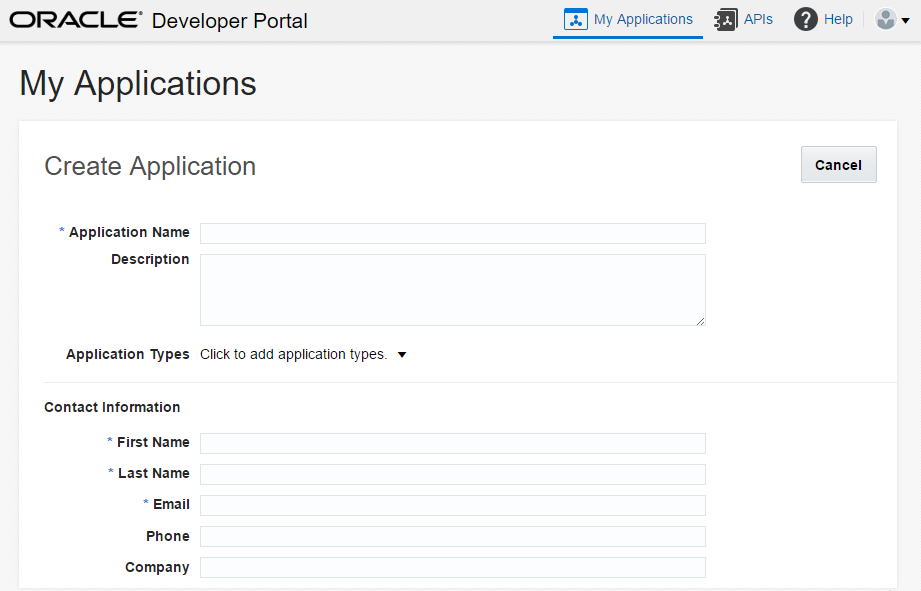 ORACLE® Developer Portal My Applications APIs ? Help
My Applications
Create Application Cancel
* Application Name
Description
Application Types Click to add application types.
Contact Information
* First Name
* Last Name
* Email
Phone
Company